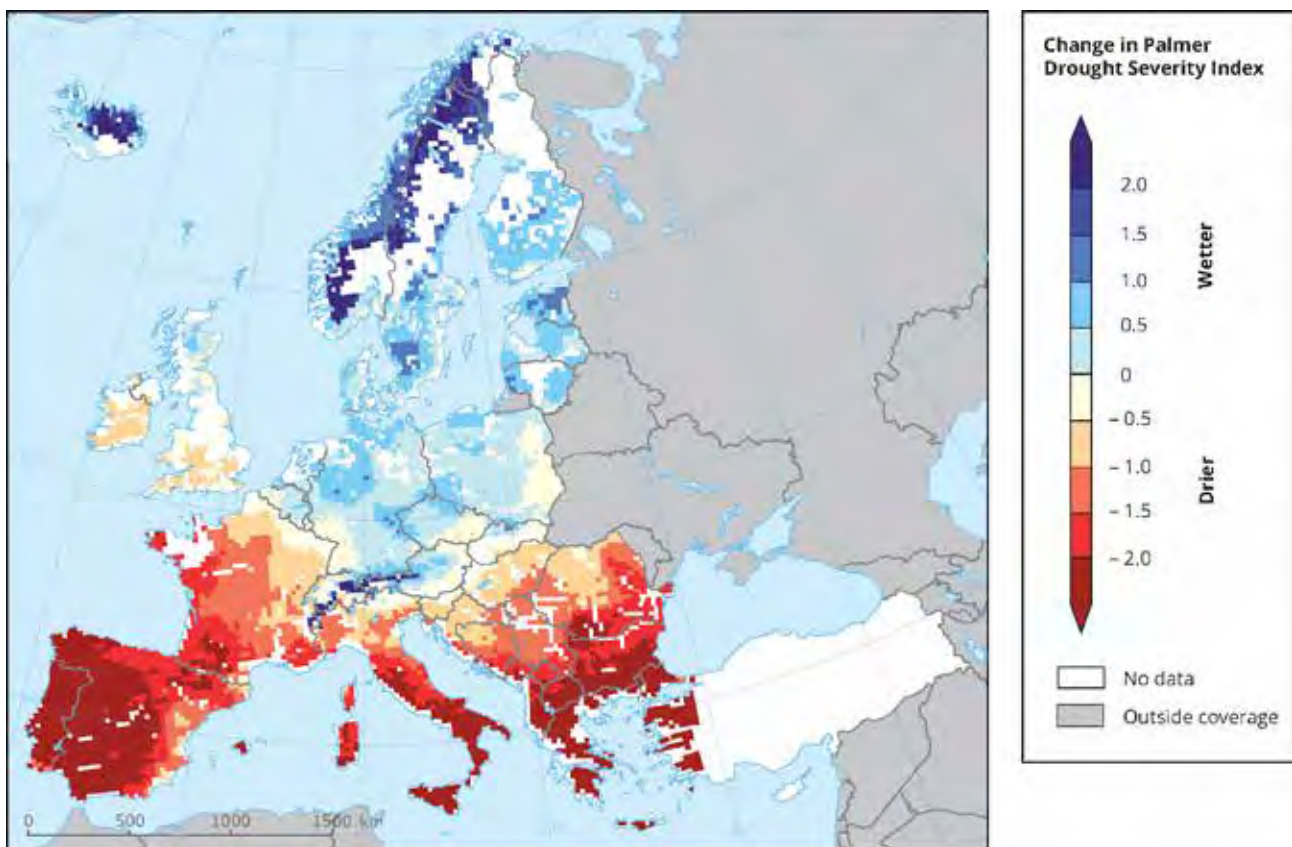 Change in Palmer
Drought Severity Index
2.0
1.5
1.0
0.5
0
– 0.5
– 1.0
– 1.5
– 2.0
Wetter
Drier
No data
Outside coverage
0 500 1000 1500 km